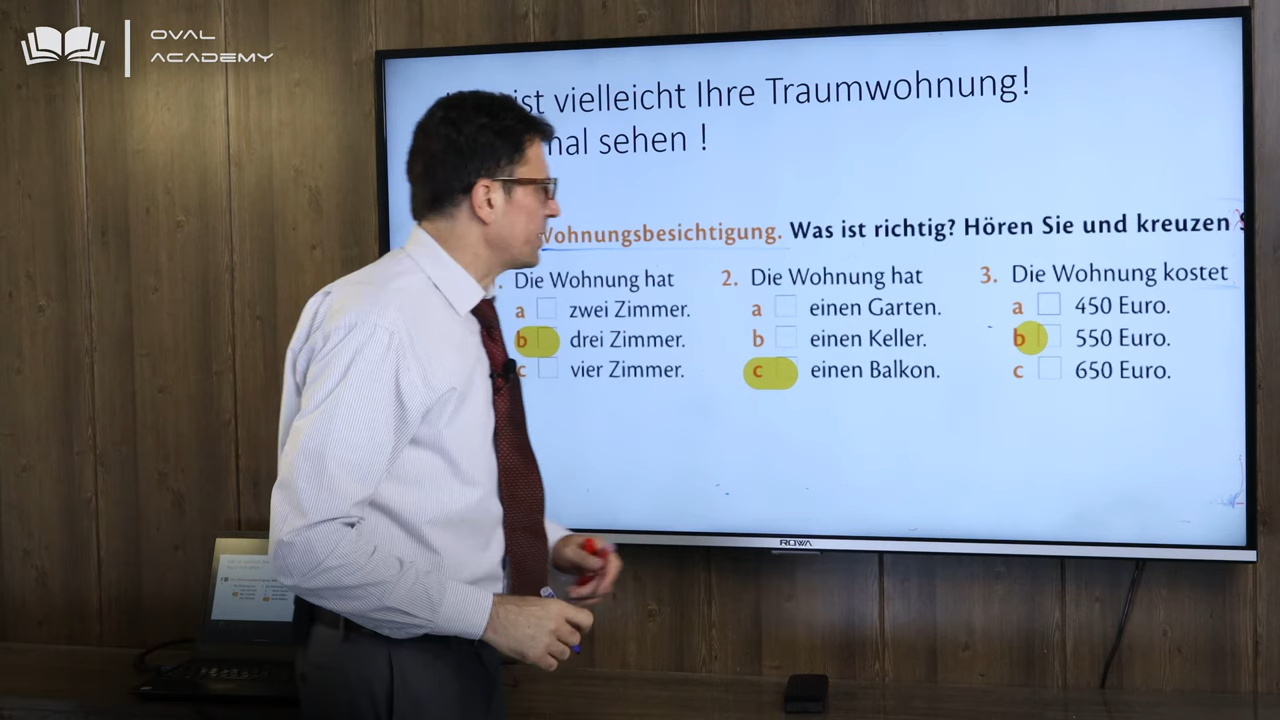 OVAL
ACADEMY
ist vielleicht Ihre Traumwohnung!
mal sehen !
Wohnungsbesichtigung. Was ist richtig? Hören Sie und kreuzen
. Die Wohnung hat
a zwei Zimmer.
b drei Zimmer.
c vier Zimmer.
2. Die Wohnung hat
a einen Garten.
b einen Keller.
c einen Balkon.
3. Die Wohnung kostet
a 450 Euro.
b 550 Euro.
c 650 Euro.
ROWA